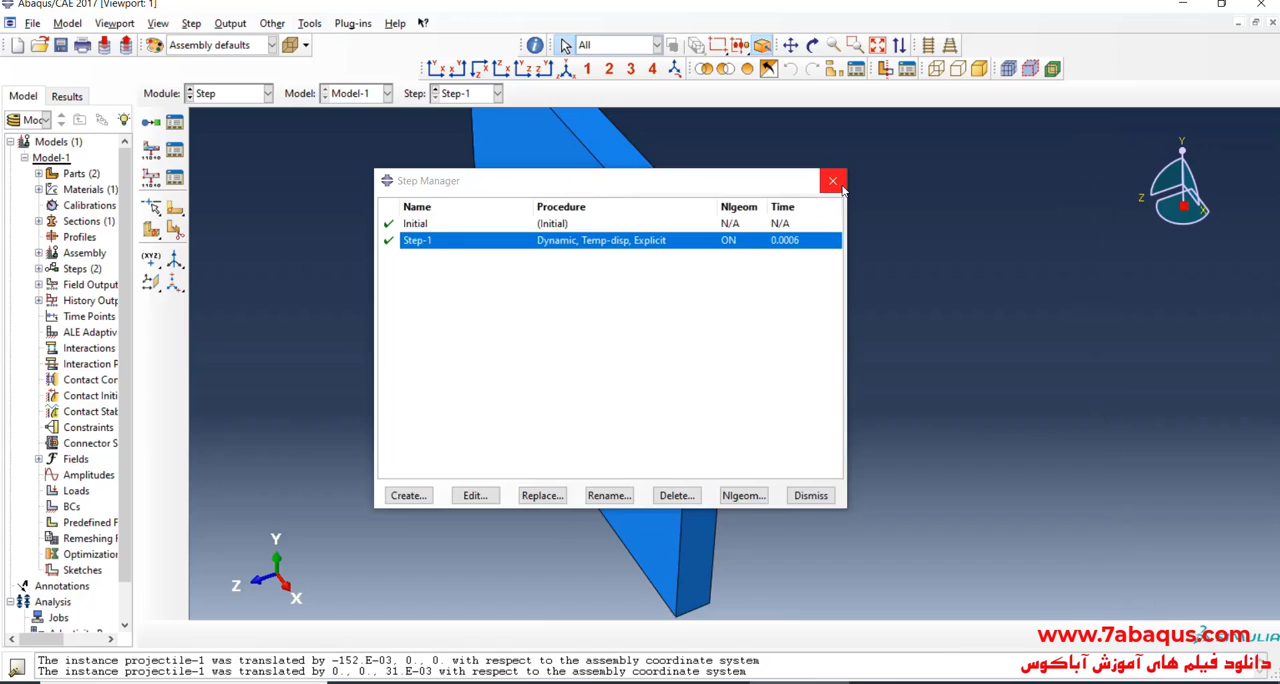 Abaqus/CAE 2017 [Viewport: 1]
File Model Viewport View Step Output Other Tools Plug-ins Help
Assembly defaults All
1 2 3 4
Model Results Module: Step Model: Model-1 Step: Step-1
Models (1)
Model-1
Parts (2)
Materials (1)
Calibrations
Sections (1)
Profiles
Assembly
Steps (2)
Field Output
History Outp
Time Points
ALE Adaptiv
Interactions
Interaction P
Contact Con
Contact Initi
Contact Stab
Constraints
Connector S
Fields
Amplitudes
Loads
BCs
Predefined F
Remeshing F
Optimization
Sketches
Annotations
Analysis
Jobs
(XYZ)
Step Manager
Name Procedure Nlgeom Time
Initial (Initial) N/A N/A
Step-1 Dynamic, Temp-disp, Explicit ON 0.0006
Create... Edit... Replace... Rename... Delete... Nlgeom... Dismiss
Y
Z
X
Y
Z
X
www.7abaqus.com
دانلود فیلم های آموزش آباکوس
The instance projectile-1 was translated by -152.E-03, 0., 0. with respect to the assembly coordinate system
The instance projectile-1 was translated by 0., 0., 31.E-03 with respect to the assembly coordinate system